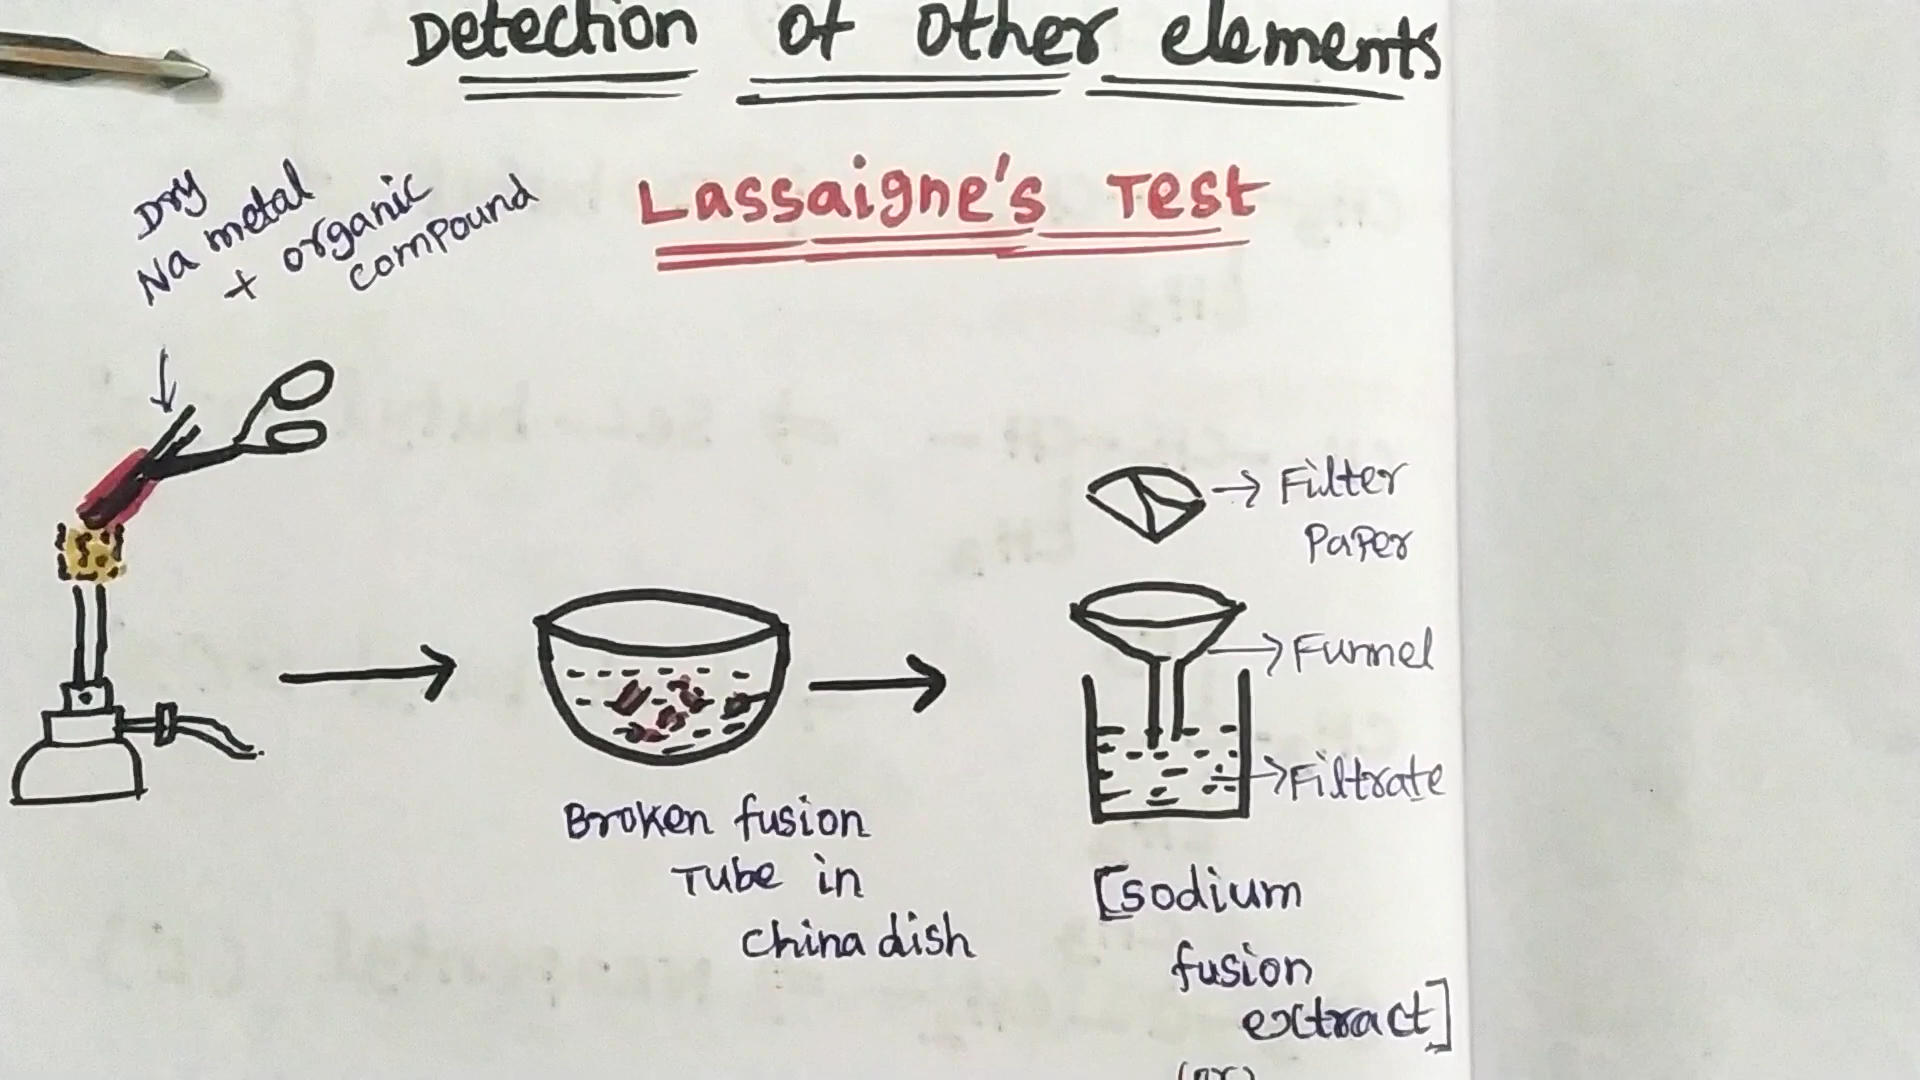 Detection of other elements
Lassaigne's Test
Dry
Na metal
+ organic
compound
Filter
Paper
Funnel
Filtrate
Broken fusion
Tube in
china dish
[sodium
fusion
extract]
(or)